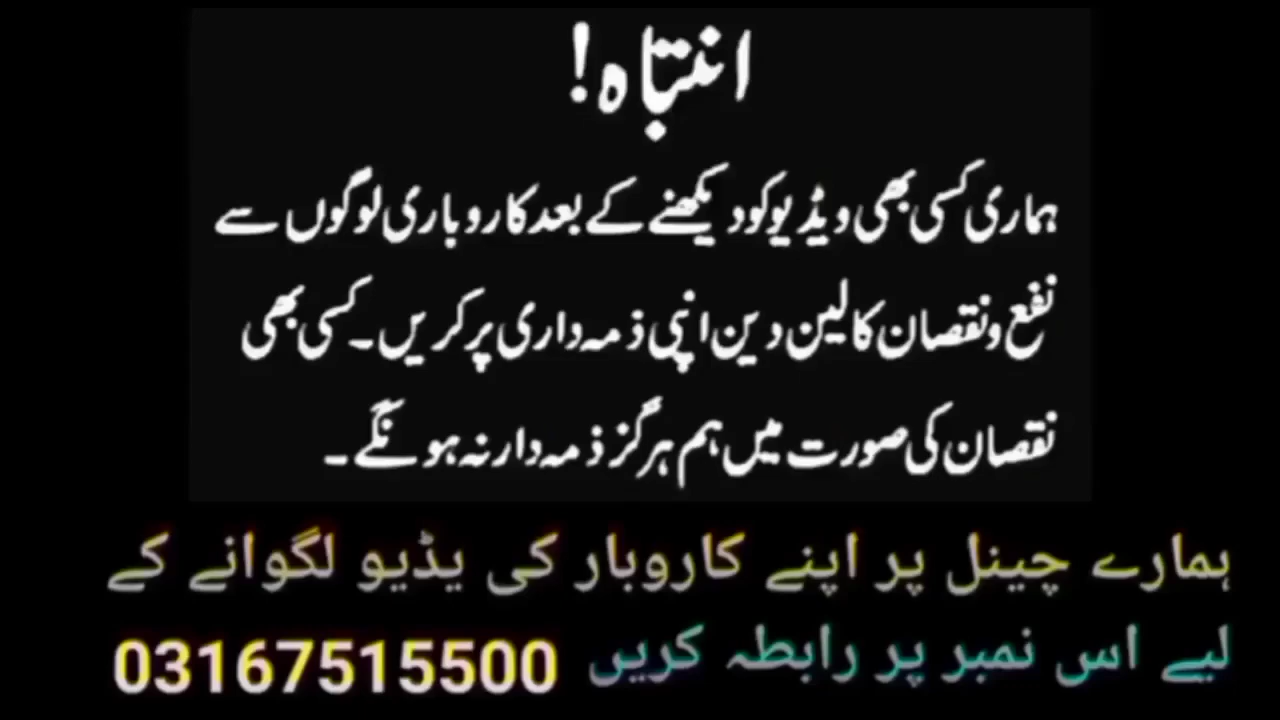 انتباہ!
ہماری کسی بھی ویڈیو کو دیکھنے کے بعد کاروباری لوگوں سے
نفع و نقصان کا لین دین اپنی ذمہ داری پر کریں۔ کسی بھی
نقصان کی صورت میں ہم ہرگز ذمہ دار نہ ہونگے۔
ہمارے چینل پر اپنے کاروبار کی یڈیو لگوانے کے
لیے اس نمبر پر رابطہ کریں 03167515500